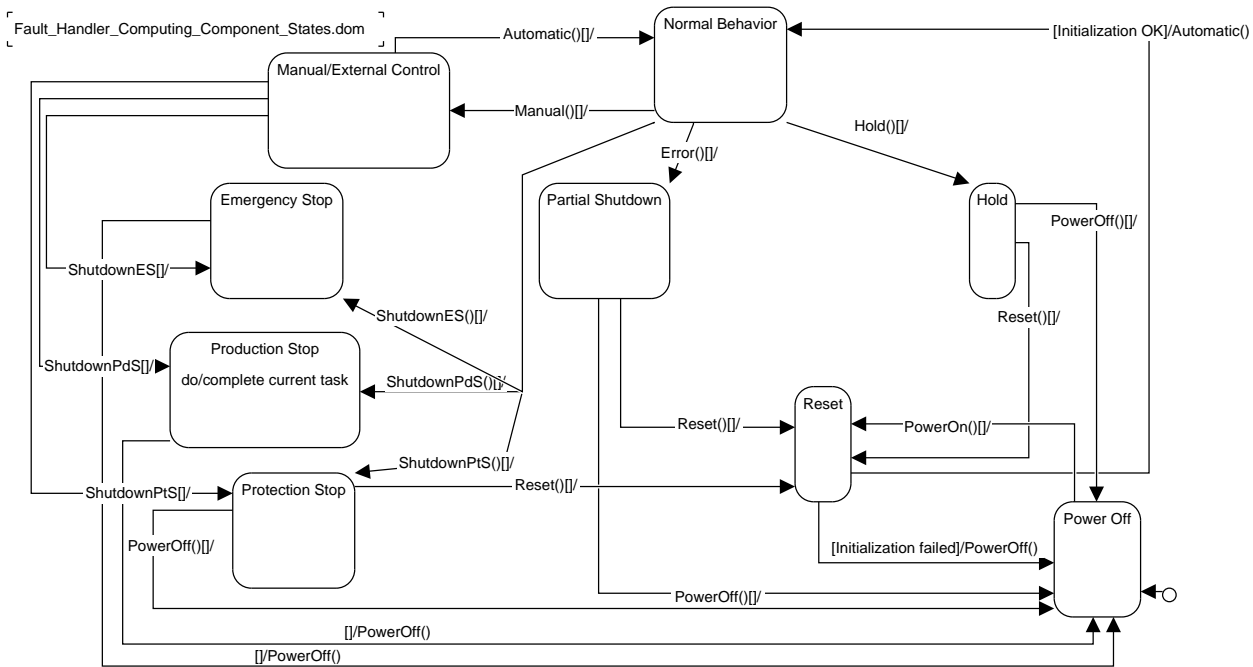 Fault_Handler_Computing_Component_States.dom
Normal Behavior
Automatic()[]/
[Initialization OK]/Automatic()
Manual/External Control
Manual()[]/
Hold()[]/
Error()[]/
Emergency Stop
Partial Shutdown
Hold
PowerOff()[]/
ShutdownES[]/
ShutdownES()[]/
Reset()[]/
Production Stop
do/complete current task
ShutdownPdS[]/
ShutdownPdS()[]/
Reset
Reset()[]/
PowerOn()[]/
ShutdownPtS()[]/
Protection Stop
ShutdownPtS[]/
Reset()[]/
Power Off
PowerOff()[]/
[Initialization failed]/PowerOff()
PowerOff()[]/
[]/PowerOff()
[]/PowerOff()